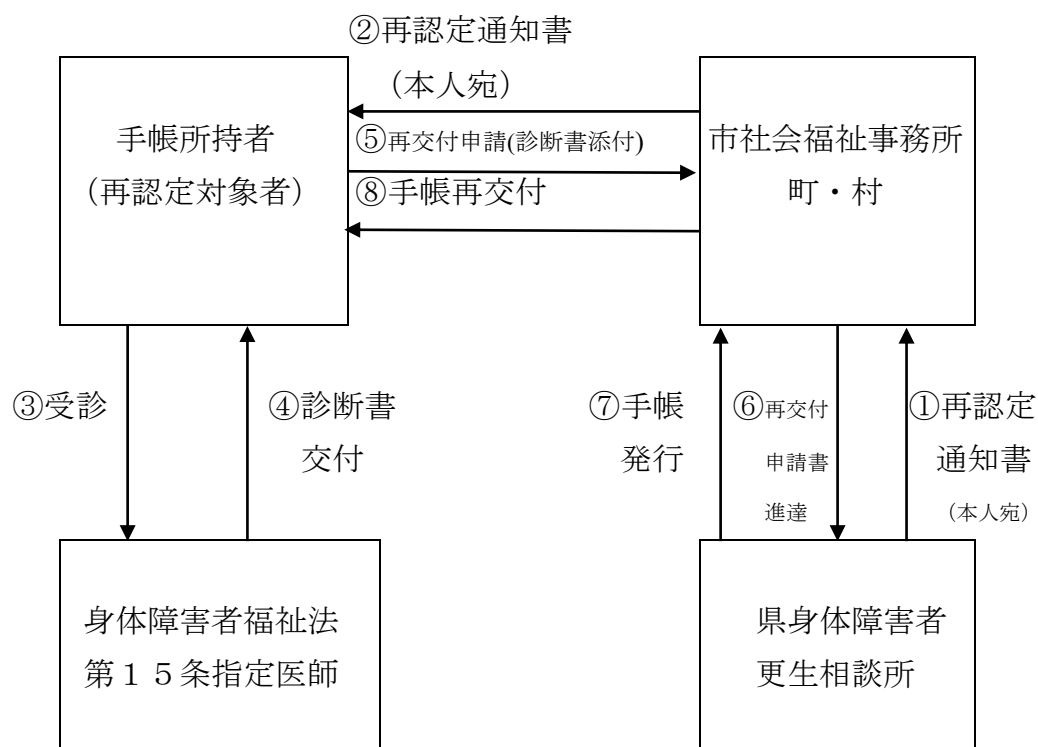 ②再認定通知書
（本人宛）
手帳所持者
（再認定対象者）
⑤再交付申請(診断書添付)
⑧手帳再交付
市社会福祉事務所
町・村
③受診
④診断書
交付
⑦手帳
発行
⑥再交付
申請書
進達
①再認定
通知書
（本人宛）
身体障害者福祉法
第１５条指定医師
県身体障害者
更生相談所